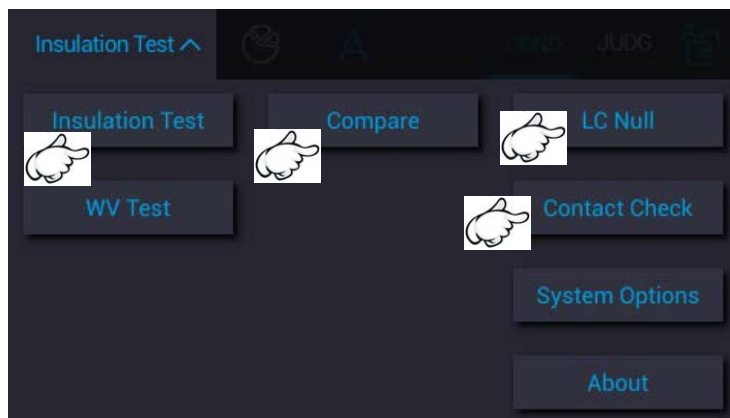 Insulation Test
A
COND JUDG
Insulation Test
Compare
LC Null
WV Test
Contact Check
System Options
About